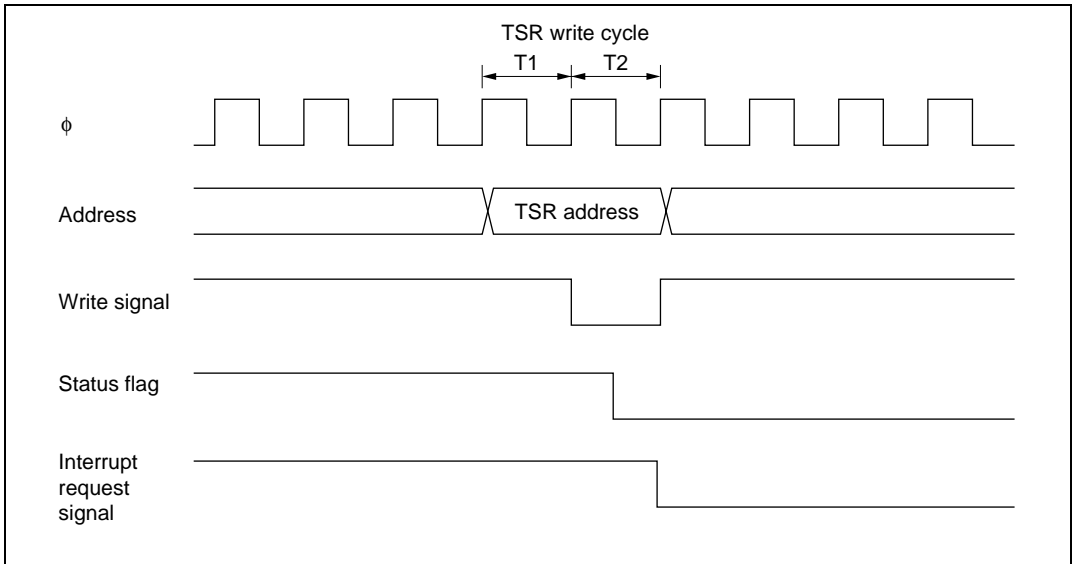 TSR write cycle
T1 T2
ϕ
Address
TSR address
Write signal
Status flag
Interrupt
request
signal